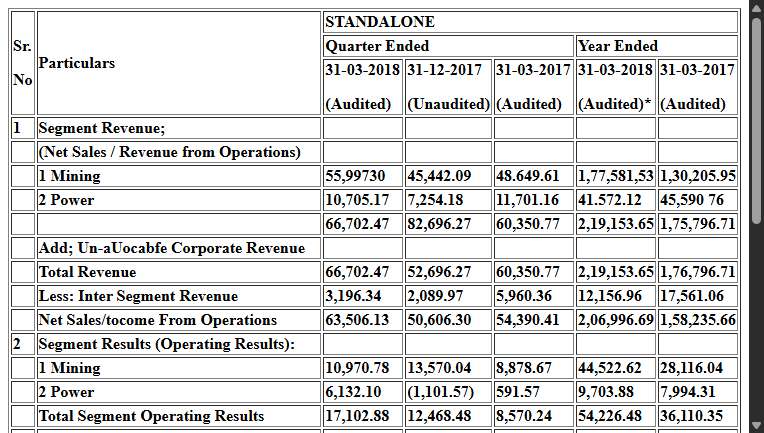 STANDALONE
Sr. No Particulars Quarter Ended Year Ended
31-03-2018 (Audited) 31-12-2017 (Unaudited) 31-03-2017 (Audited) 31-03-2018 (Audited)* 31-03-2017 (Audited)
1 Segment Revenue;
(Net Sales / Revenue from Operations)
1 Mining 55,99730 45,442.09 48.649.61 1,77,581,53 1,30,205.95
2 Power 10,705.17 7,254.18 11,701.16 41.572.12 45,590 76
66,702.47 82,696.27 60,350.77 2,19,153.65 1,75,796.71
Add; Un-aUocabfe Corporate Revenue
Total Revenue 66,702.47 52,696.27 60,350.77 2,19,153.65 1,76,796.71
Less: Inter Segment Revenue 3,196.34 2,089.97 5,960.36 12,156.96 17,561.06
Net Sales/tocome From Operations 63,506.13 50,606.30 54,390.41 2,06,996.69 1,58,235.66
2 Segment Results (Operating Results):
1 Mining 10,970.78 13,570.04 8,878.67 44,522.62 28,116.04
2 Power 6,132.10 (1,101.57) 591.57 9,703.88 7,994.31
Total Segment Operating Results 17,102.88 12,468.48 8,570.24 54,226.48 36,110.35